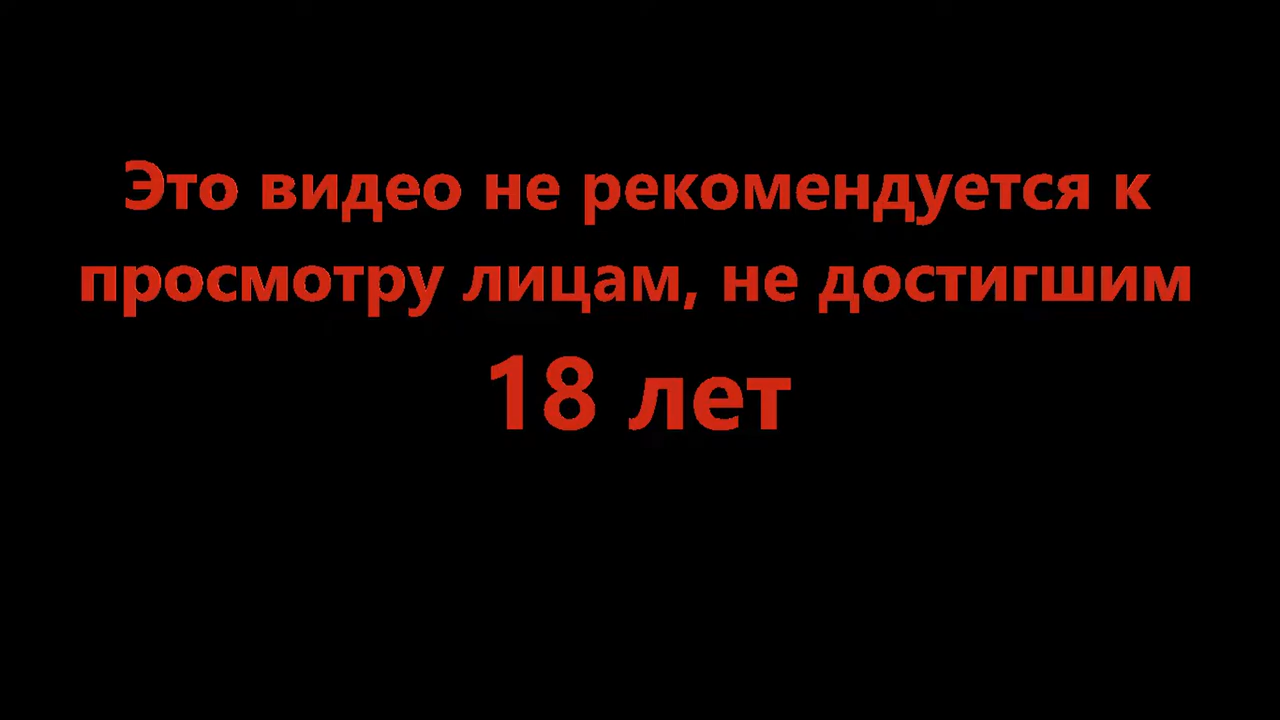 Это видео не рекомендуется к
просмотру лицам, не достигшим
18 лет